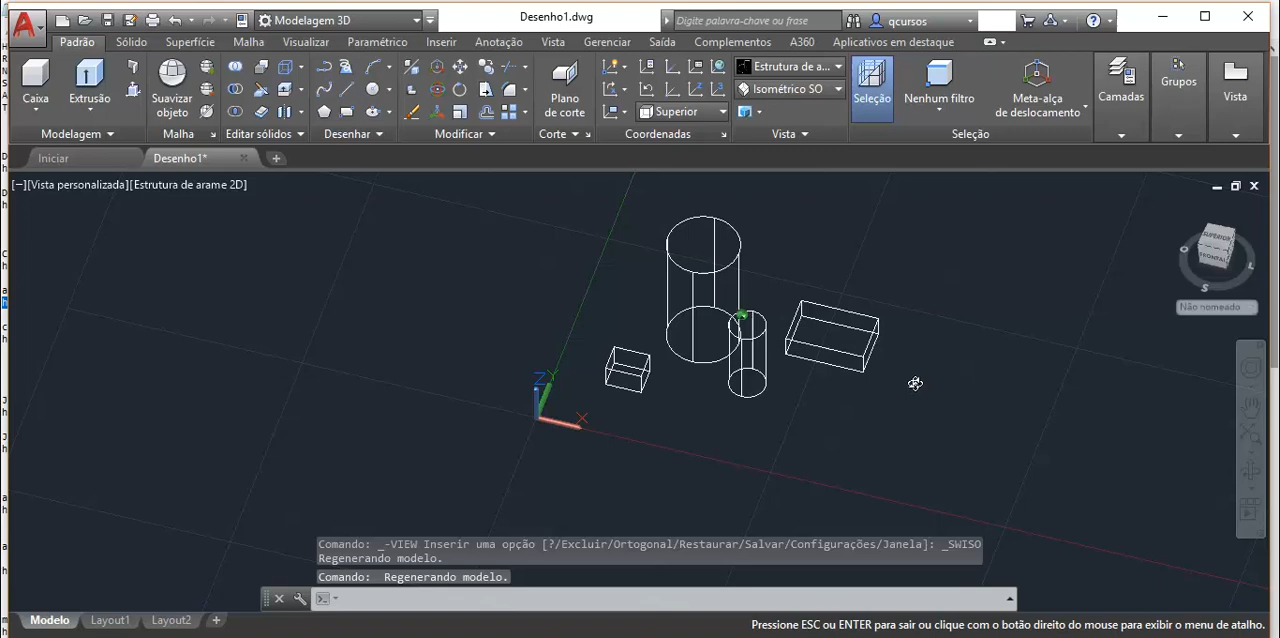 Modelagem 3D
Desenho1.dwg
Digite palavra-chave ou frase
qcursos
Padrão Sólido Superfície Malha Visualizar Paramétrico Inserir Anotação Vista Gerenciar Saída Complementos A360 Aplicativos em destaque
Caixa
Extrusão
Suavizar
objeto
Plano
de corte
Superior
Estrutura de a...
Isométrico SO
Seleção
Nenhum filtro
Meta-alça
de deslocamento
Camadas
Grupos
Vista
Modelagem
Malha
Editar sólidos
Desenhar
Modificar
Corte
Coordenadas
Vista
Seleção
Iniciar
Desenho1*
[−][Vista personalizada][Estrutura de arame 2D]
SUPERIOR
FRONTAL
O
L
S
Não nomeado
Z
Y
X
Comando: _-VIEW Inserir uma opção [?/Excluir/Ortogonal/Restaurar/Salvar/Configurações/Janela]: _SWISO
Regenerando modelo.
Comando: Regenerando modelo.
Modelo Layout1 Layout2
Pressione ESC ou ENTER para sair ou clique com o botão direito do mouse para exibir o menu de atalho.